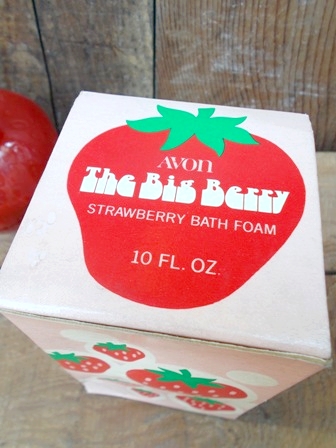 AVON
The Big Berry
STRAWBERRY BATH FOAM
10 FL. OZ.